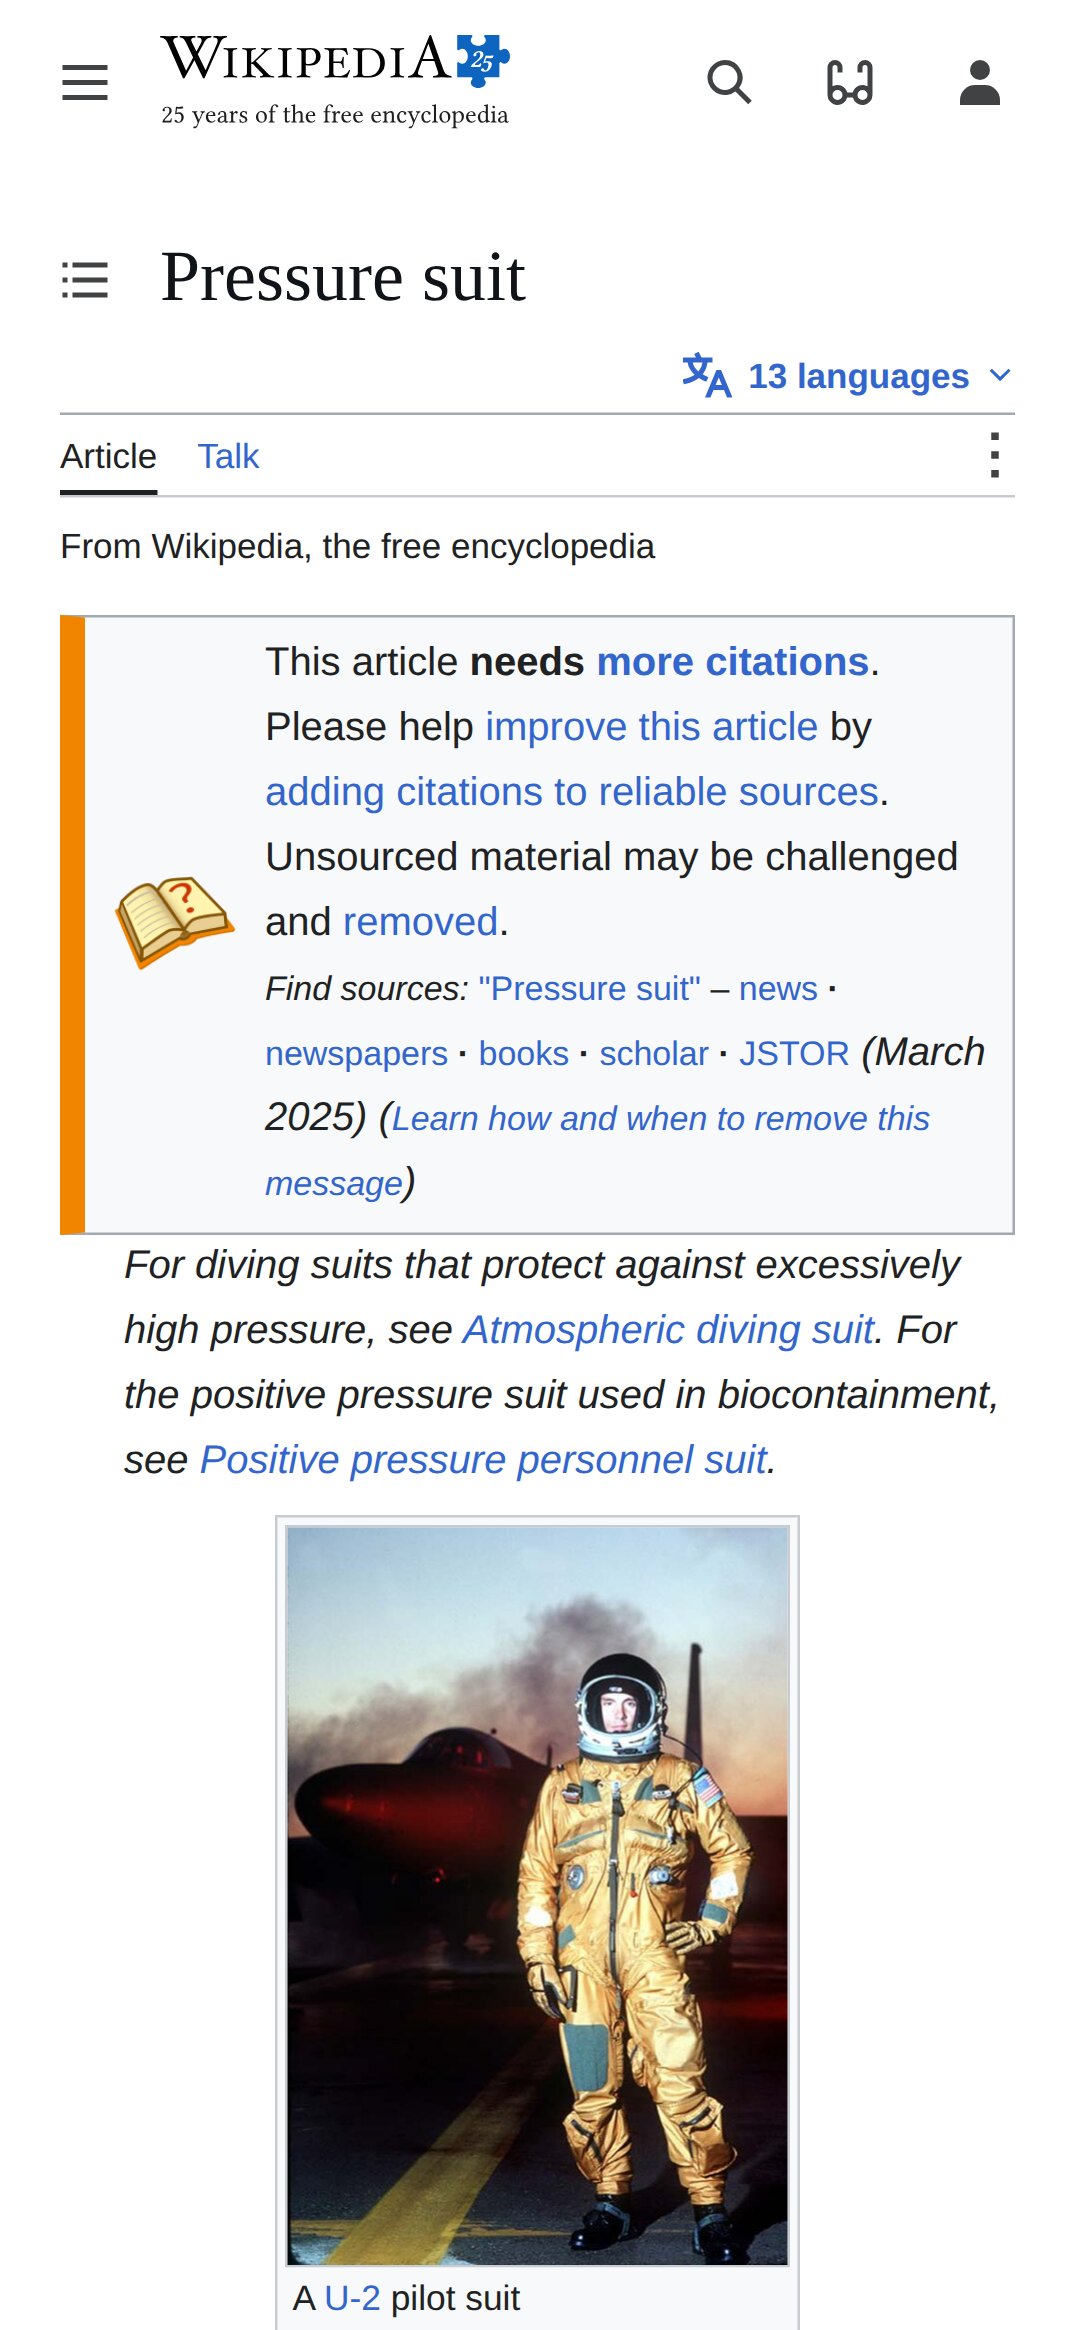 WIKIPEDIA 25
25 years of the free encyclopedia
Pressure suit
13 languages
Article Talk
From Wikipedia, the free encyclopedia
This article needs more citations.
Please help improve this article by
adding citations to reliable sources.
Unsourced material may be challenged
and removed.
Find sources: "Pressure suit" – news ·
newspapers · books · scholar · JSTOR (March
2025) (Learn how and when to remove this
message)
For diving suits that protect against excessively
high pressure, see Atmospheric diving suit. For
the positive pressure suit used in biocontainment,
see Positive pressure personnel suit.
A U-2 pilot suit